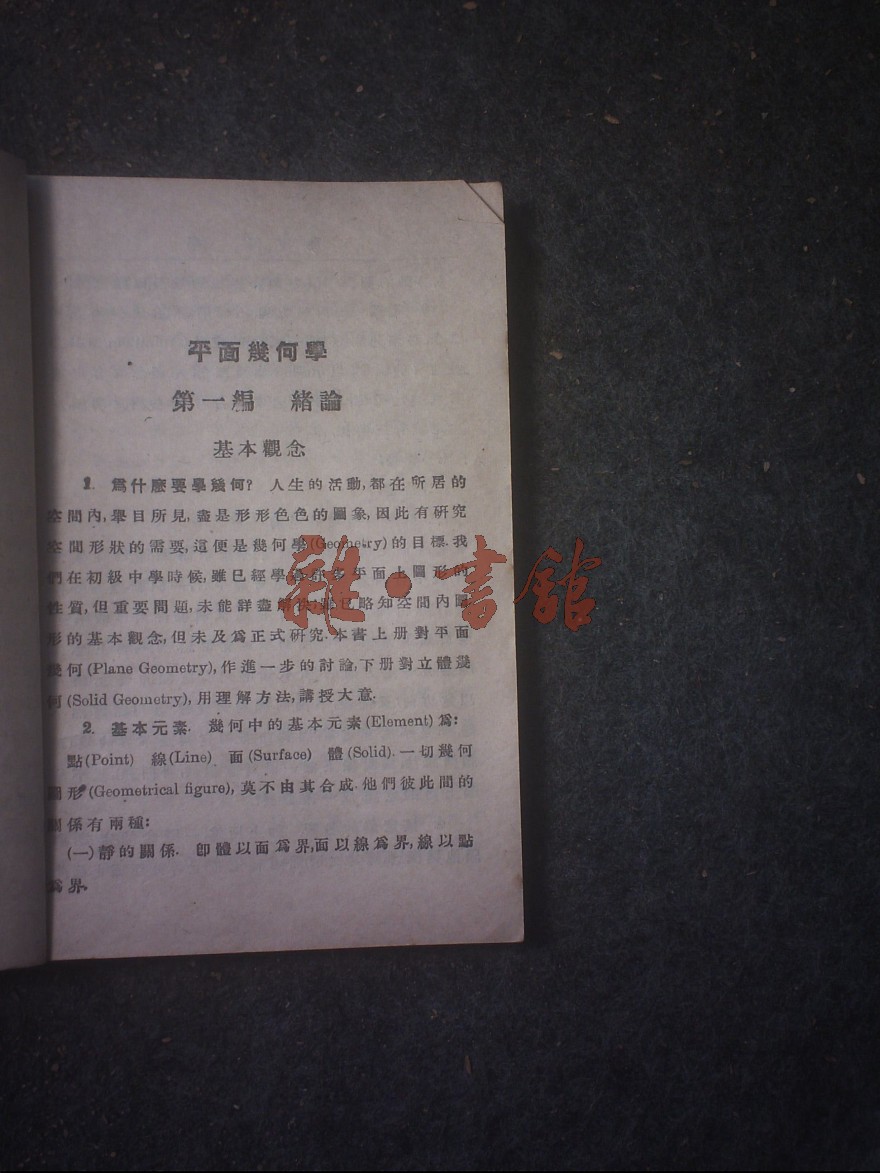 平面幾何學
第一編 緒論
基本觀念
1. 爲什麼要學幾何? 人生的活動,都在所居的
空間內,舉目所見,盡是形形色色的圖象,因此有研究
空間形狀的需要,這便是幾何學(Geometry)的目標.我
們在初級中學時候,雖已經學過許多平面上圖形的
性質,但重要問題,未能詳盡解決;雖已略知空間內圖
形的基本觀念,但未及爲正式研究.本書上册對平面
幾何(Plane Geometry),作進一步的討論,下册對立體幾
何(Solid Geometry),用理解方法,講授大意.
2. 基本元素. 幾何中的基本元素(Element)爲:
點(Point) 線(Line) 面(Surface) 體(Solid).一切幾何
圖形(Geometrical figure),莫不由其合成.他們彼此間的
關係有兩種:
(一)靜的關係. 卽體以面爲界,面以線爲界,線以點
爲界.
雜·書館